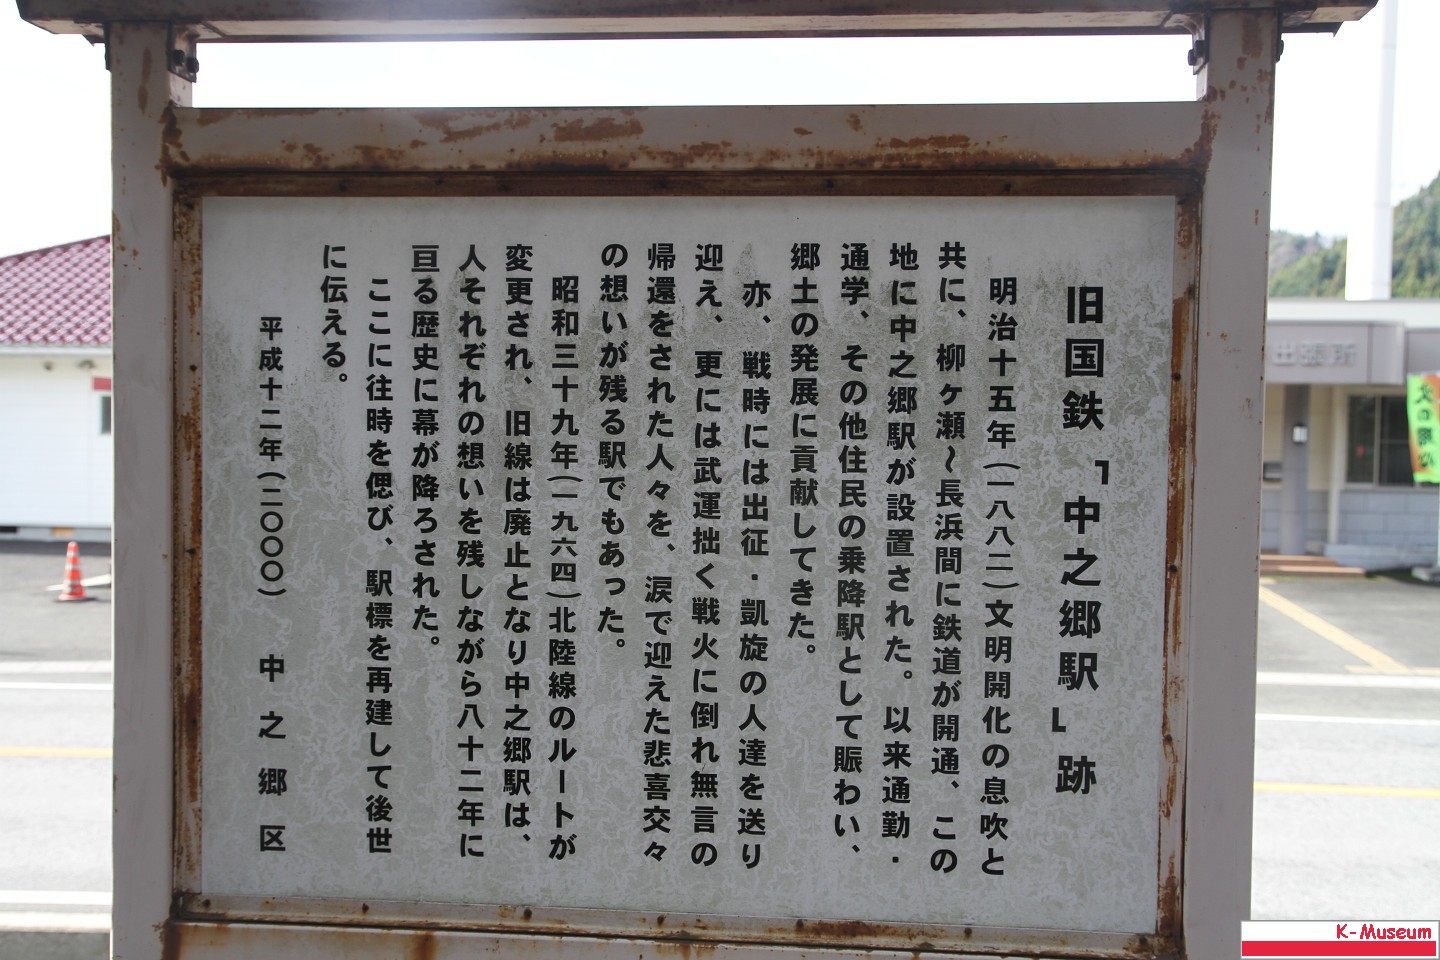 旧国鉄「中之郷駅」跡
明治十五年(一八八二)文明開化の息吹と
共に、柳ヶ瀬〜長浜間に鉄道が開通、この
地に中之郷駅が設置された。以来通勤・
通学、その他住民の乗降駅として賑わい、
郷土の発展に貢献してきた。
亦、戦時には出征・凱旋の人達を送り
迎え、更には武運拙く戦火に倒れ無言の
帰還をされた人々を、涙で迎えた悲喜交々
の想いが残る駅でもあった。
昭和三十九年(一九六四)北陸線のルートが
変更され、旧線は廃止となり中之郷駅は、
人それぞれの想いを残しながら八十二年に
亘る歴史に幕が降ろされた。
ここに往時を偲び、駅標を再建して後世
に伝える。
平成十二年(二〇〇〇) 中之郷区
出張所
K-Museum